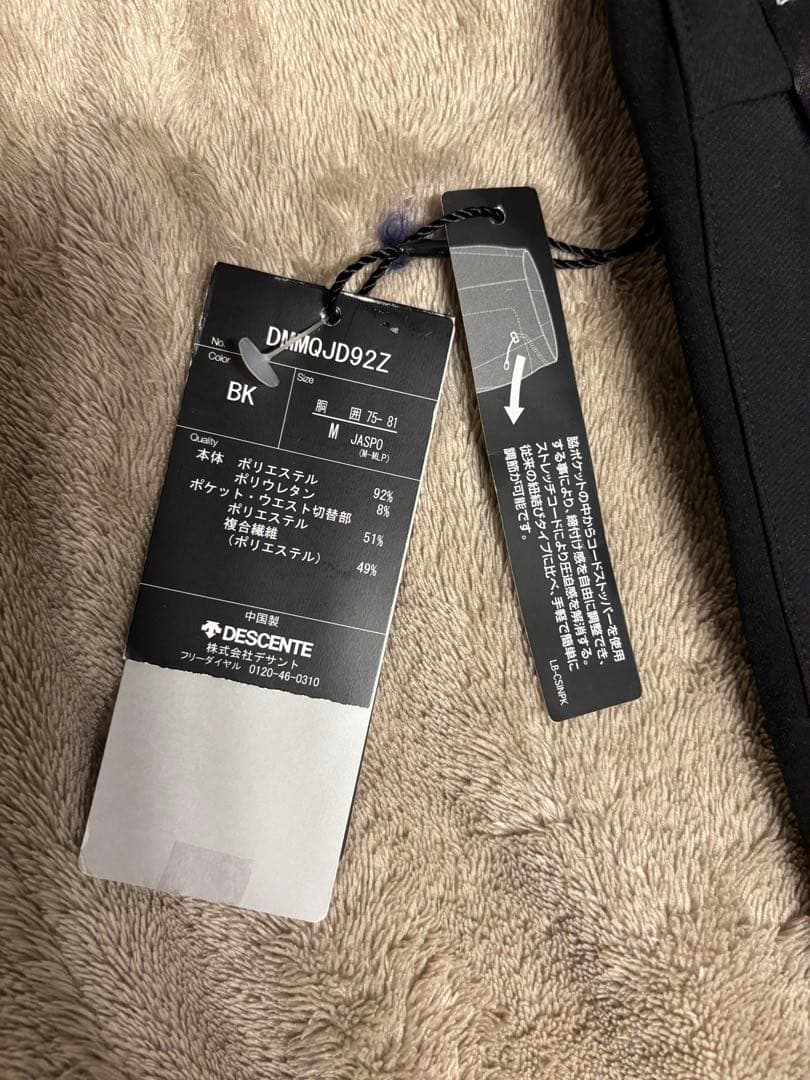 No. DMMQJD92Z
Color
BK
Size
胴 囲 75-81
M JASPO
(M-MLP)
Quality
本体 ポリエステル 92%
ポリウレタン 8%
ポケット・ウエスト切替部
ポリエステル 51%
複合繊維
(ポリエステル) 49%
中国製
DESCENTE
株式会社デサント
フリーダイヤル 0120-46-0310
脇ポケットの中からコードストッパーを使用
する事により、締付け感を自由に調整でき、
ストレッチコードにより圧迫感を解消する。
従来の紐結びタイプに比べ、手軽で簡単に
調節が可能です。
LB-CSINPK